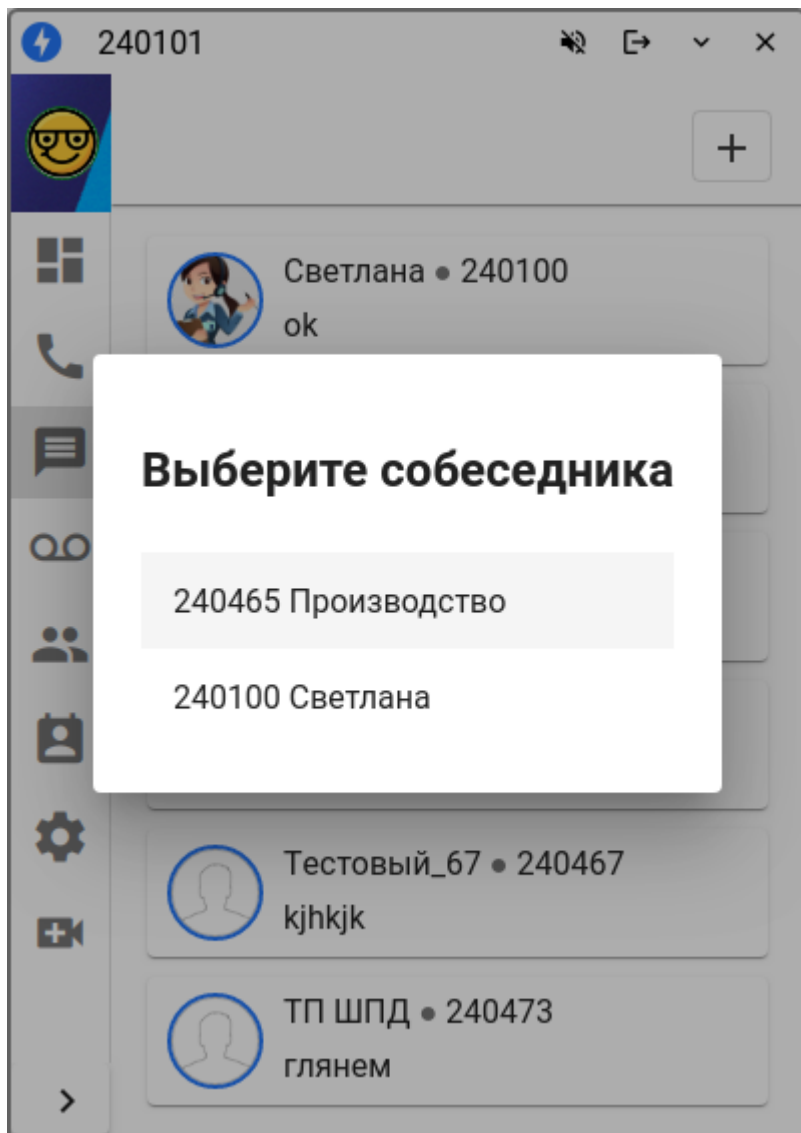 240101
Светлана ● 240100
ok
Выберите собеседника
240465 Производство
240100 Светлана
Тестовый_67 ● 240467
kjhkjk
ТП ШПД ● 240473
глянем